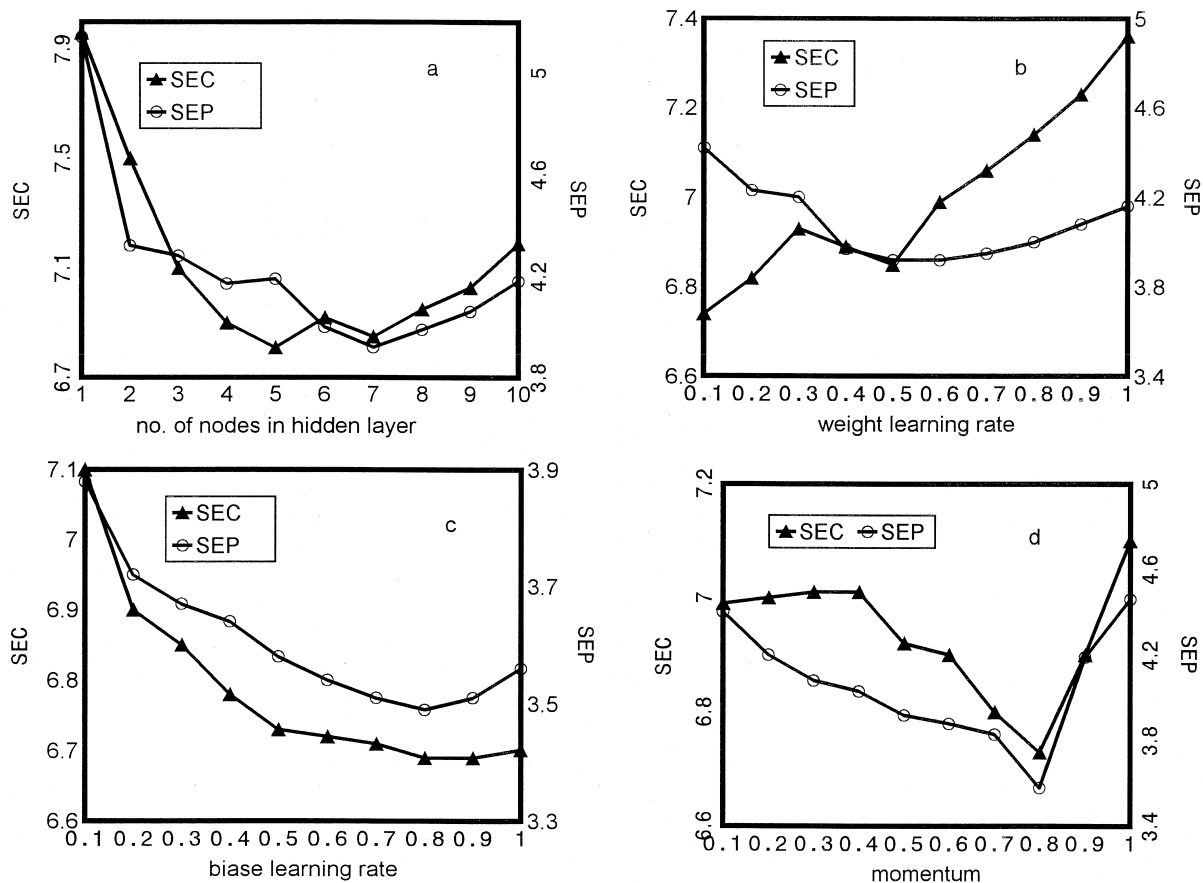 7.9
7.5
7.1
6.7
SEC
SEC
SEP
a
5
4.6
4.2
3.8
SEP
1 2 3 4 5 6 7 8 9 10
no. of nodes in hidden layer
7.4
7.2
7
6.8
6.6
SEC
SEC
SEP
b
5
4.6
4.2
3.8
3.4
SEP
0.1 0.2 0.3 0.4 0.5 0.6 0.7 0.8 0.9 1
weight learning rate
7.1
7
6.9
6.8
6.7
6.6
SEC
SEC
SEP
c
3.9
3.7
3.5
3.3
SEP
0.1 0.2 0.3 0.4 0.5 0.6 0.7 0.8 0.9 1
biase learning rate
7.2
7
6.8
6.6
SEC
SEC SEP
d
5
4.6
4.2
3.8
3.4
SEP
0.1 0.2 0.3 0.4 0.5 0.6 0.7 0.8 0.9 1
momentum